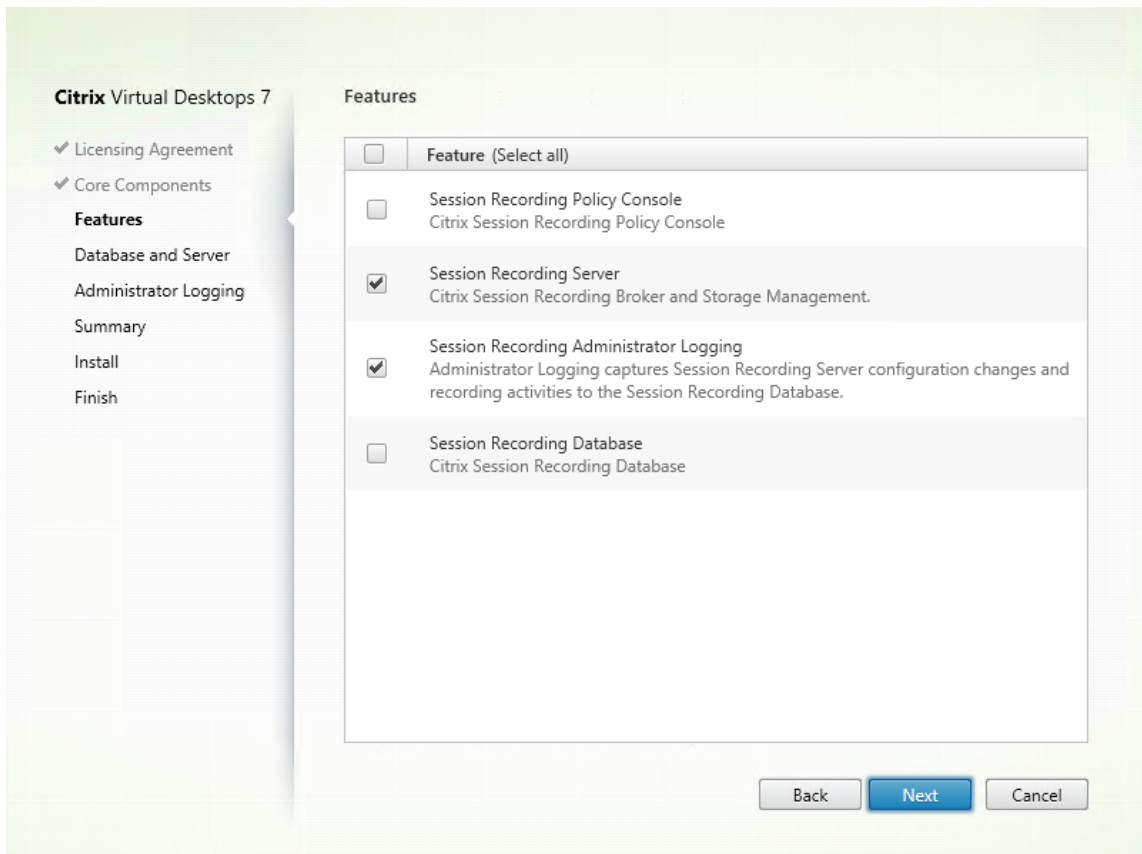 Citrix Virtual Desktops 7
Licensing Agreement
Core Components
Features
Database and Server
Administrator Logging
Summary
Install
Finish
Features
Feature (Select all)
Session Recording Policy Console
Citrix Session Recording Policy Console
Session Recording Server
Citrix Session Recording Broker and Storage Management.
Session Recording Administrator Logging
Administrator Logging captures Session Recording Server configuration changes and
recording activities to the Session Recording Database.
Session Recording Database
Citrix Session Recording Database
Back
Next
Cancel